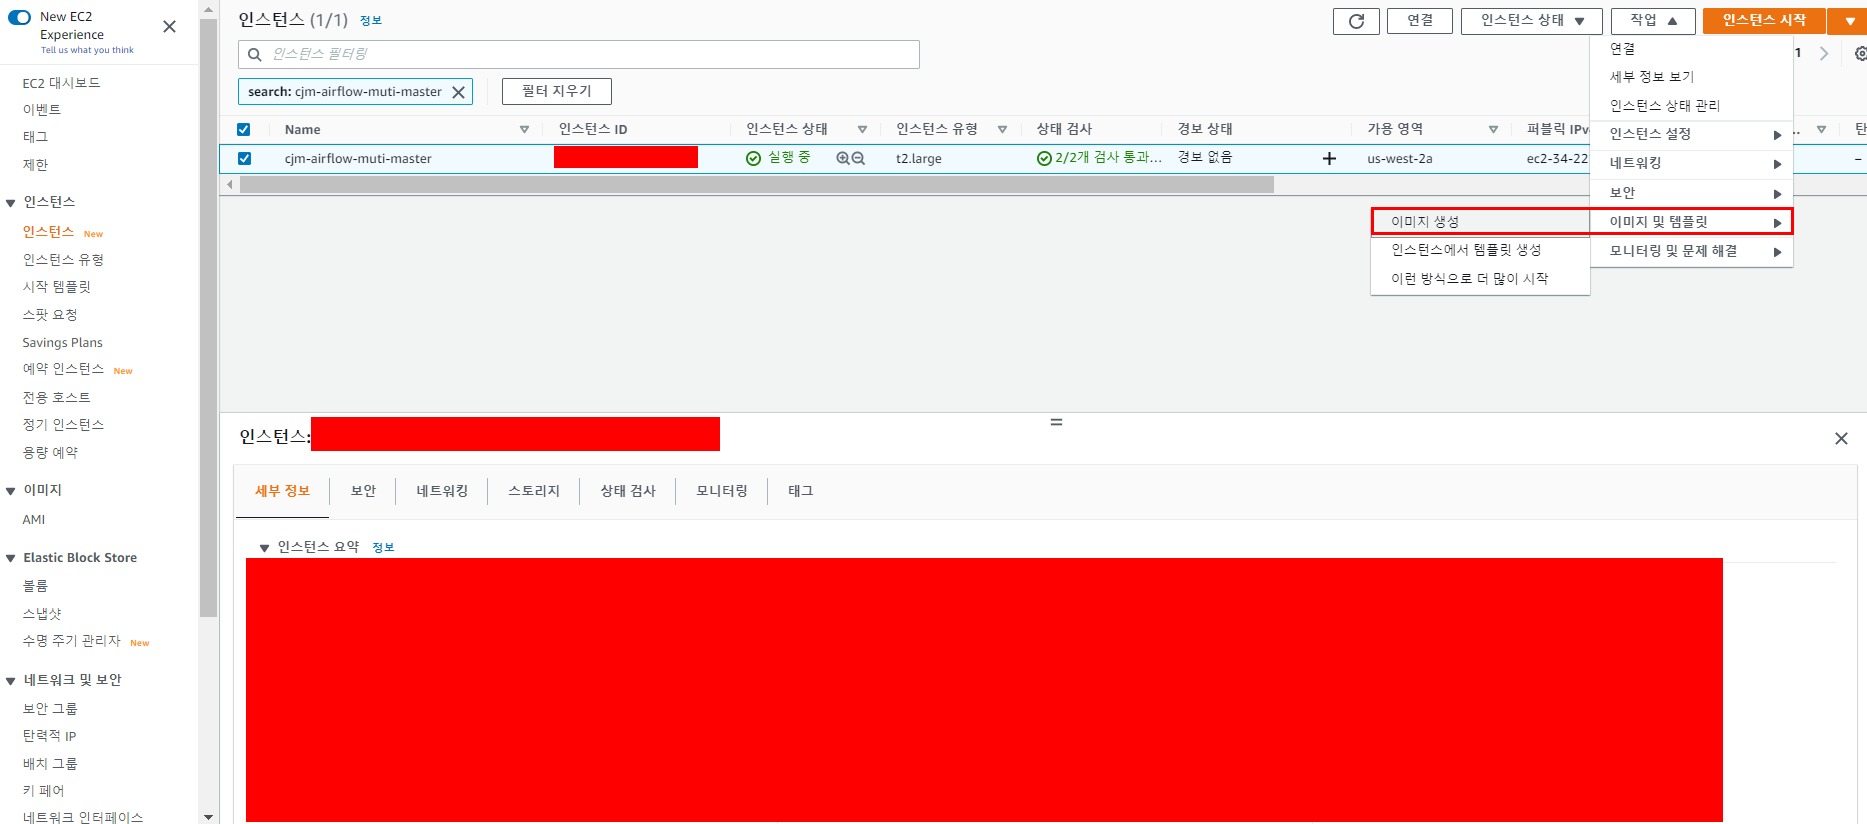 New EC2
Experience
Tell us what you think
EC2 대시보드
이벤트
태그
제한
인스턴스
인스턴스 New
인스턴스 유형
시작 템플릿
스팟 요청
Savings Plans
예약 인스턴스 New
전용 호스트
정기 인스턴스
용량 예약
이미지
AMI
Elastic Block Store
볼륨
스냅샷
수명 주기 관리자 New
네트워크 및 보안
보안 그룹
탄력적 IP
배치 그룹
키 페어
네트워크 인터페이스
인스턴스 (1/1) 정보
연결 인스턴스 상태 작업 인스턴스 시작
인스턴스 필터링
1
search: cjm-airflow-muti-master 필터 지우기
Name 인스턴스 ID 인스턴스 상태 인스턴스 유형 상태 검사 경보 상태 가용 영역 퍼블릭 IPv ... 탄
cjm-airflow-muti-master 실행 중 t2.large 2/2개 검사 통과... 경보 없음 us-west-2a ec2-34-22 –
연결
세부 정보 보기
인스턴스 상태 관리
인스턴스 설정
네트워킹
보안
이미지 및 템플릿
모니터링 및 문제 해결
이미지 생성
인스턴스에서 템플릿 생성
이런 방식으로 더 많이 시작
인스턴스:
세부 정보 보안 네트워킹 스토리지 상태 검사 모니터링 태그
인스턴스 요약 정보